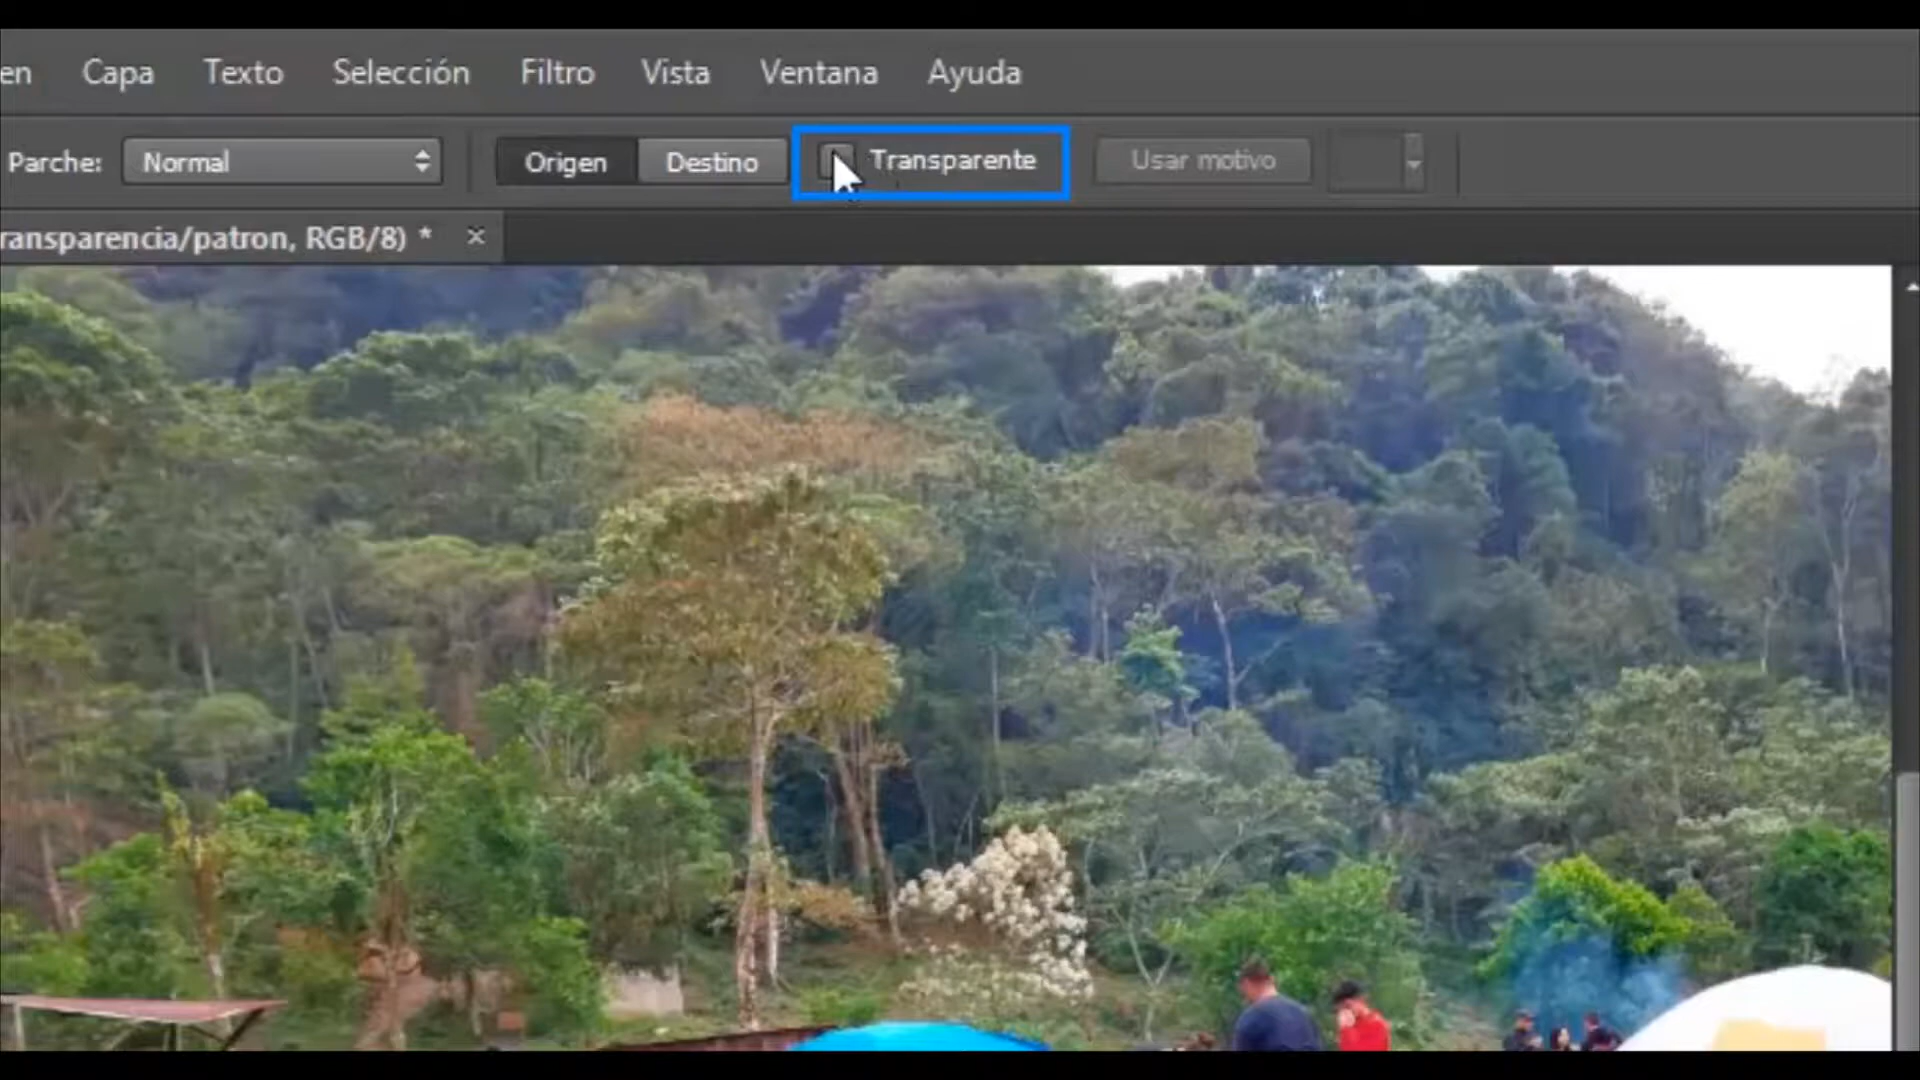 en Capa Texto Selección Filtro Vista Ventana Ayuda
Parche: Normal Origen Destino Transparente Usar motivo
ransparencia/patron, RGB/8) * ×